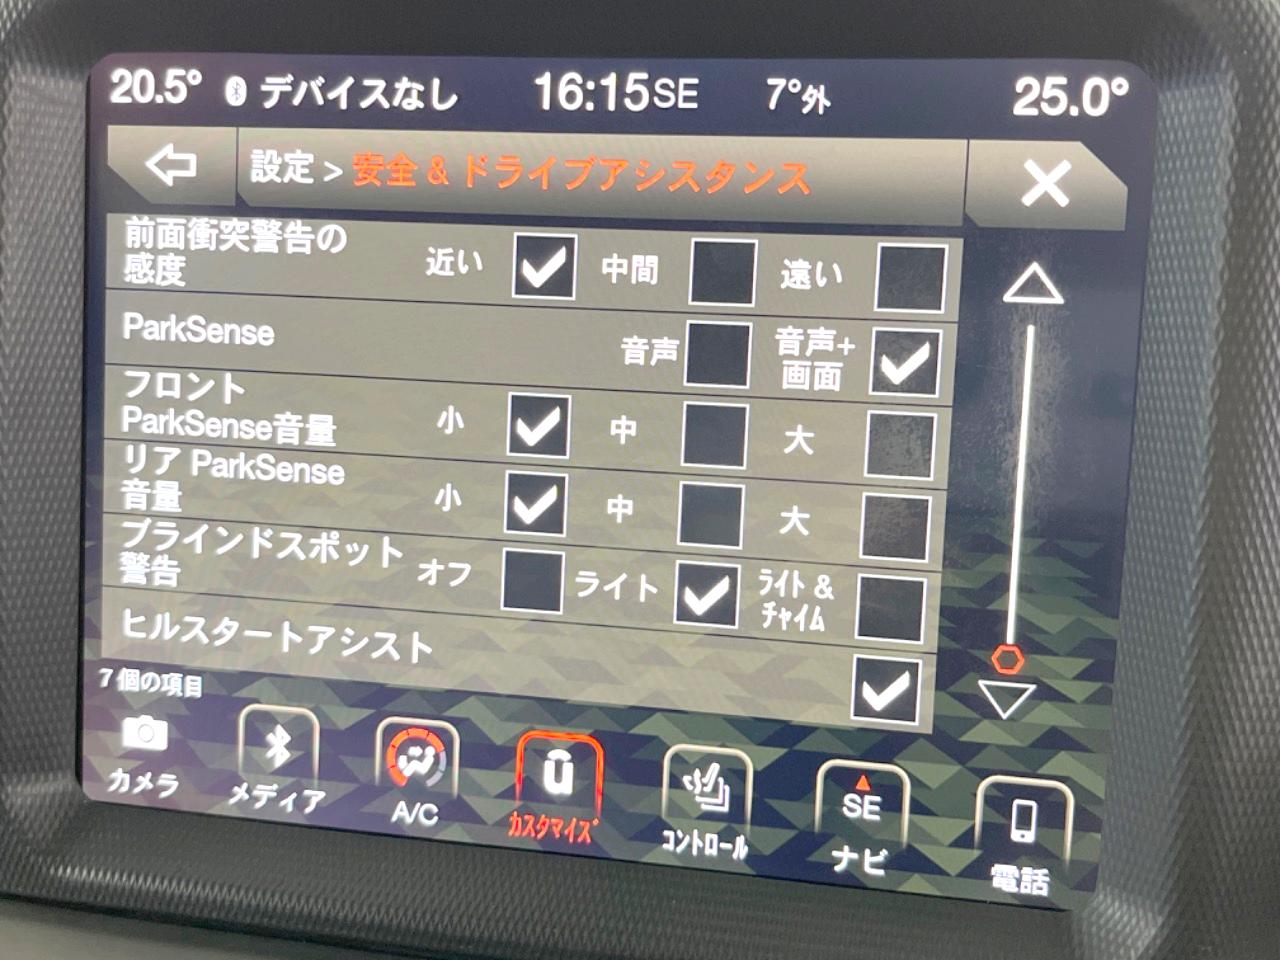 20.5° デバイスなし 16:15SE 7°外 25.0°
設定 > 安全 & ドライブアシスタンス
前面衝突警告の
感度 近い 中間 遠い
ParkSense 音声 音声+
画面
フロント
ParkSense音量 小 中 大
リア ParkSense
音量 小 中 大
ブラインドスポット
警告 オフ ライト ライト &
チャイム
ヒルスタートアシスト
7 個の項目
カメラ メディア A/C カスタマイズ コントロール SE ナビ 電話